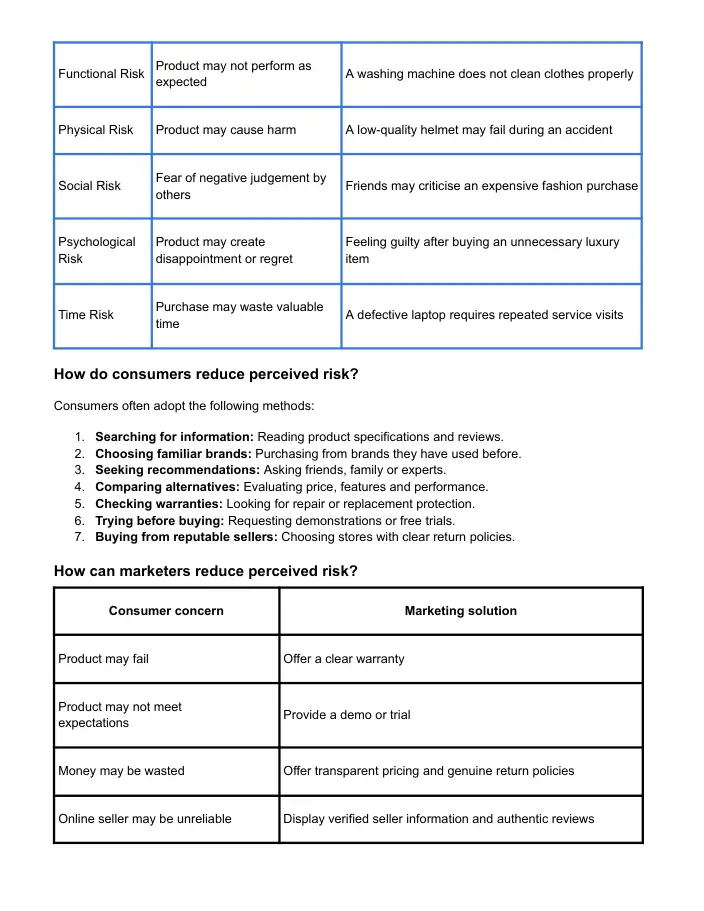 Functional Risk
Product may not perform as
expected
A washing machine does not clean clothes properly
Physical Risk
Product may cause harm
A low-quality helmet may fail during an accident
Social Risk
Fear of negative judgement by
others
Friends may criticise an expensive fashion purchase
Psychological
Risk
Product may create
disappointment or regret
Feeling guilty after buying an unnecessary luxury
item
Time Risk
Purchase may waste valuable
time
A defective laptop requires repeated service visits
How do consumers reduce perceived risk?
Consumers often adopt the following methods:
1. Searching for information: Reading product specifications and reviews.
2. Choosing familiar brands: Purchasing from brands they have used before.
3. Seeking recommendations: Asking friends, family or experts.
4. Comparing alternatives: Evaluating price, features and performance.
5. Checking warranties: Looking for repair or replacement protection.
6. Trying before buying: Requesting demonstrations or free trials.
7. Buying from reputable sellers: Choosing stores with clear return policies.
How can marketers reduce perceived risk?
Consumer concern
Marketing solution
Product may fail
Offer a clear warranty
Product may not meet
expectations
Provide a demo or trial
Money may be wasted
Offer transparent pricing and genuine return policies
Online seller may be unreliable
Display verified seller information and authentic reviews